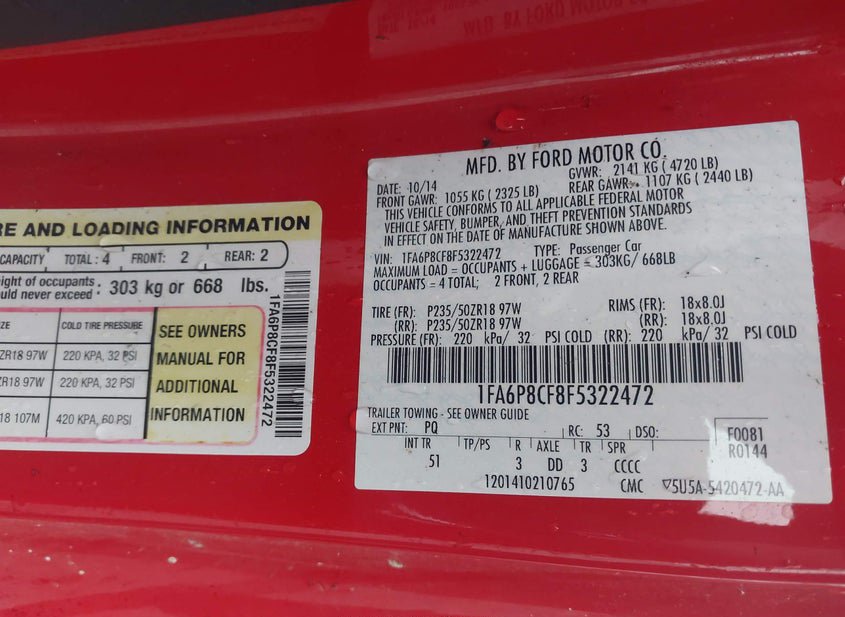 RE AND LOADING INFORMATION
CAPACITY TOTAL: 4 FRONT: 2 REAR: 2
ight of occupants
ould never exceed : 303 kg or 668 lbs.
ZE COLD TIRE PRESSURE
ZR18 97W 220 KPA, 32 PSI
ZR18 97W 220 KPA, 32 PSI
18 107M 420 KPA, 60 PSI
SEE OWNERS
MANUAL FOR
ADDITIONAL
INFORMATION
1FA6P8CF8F5322472
MFD. BY FORD MOTOR CO.
DATE: 10/14 GVWR: 2141 KG ( 4720 LB)
FRONT GAWR: 1055 KG ( 2325 LB) REAR GAWR: 1107 KG ( 2440 LB)
THIS VEHICLE CONFORMS TO ALL APPLICABLE FEDERAL MOTOR
VEHICLE SAFETY, BUMPER, AND THEFT PREVENTION STANDARDS
IN EFFECT ON THE DATE OF MANUFACTURE SHOWN ABOVE.
VIN: 1FA6P8CF8F5322472 TYPE: Passenger Car
MAXIMUM LOAD = OCCUPANTS + LUGGAGE = 303KG/ 668LB
OCCUPANTS = 4 TOTAL; 2 FRONT, 2 REAR
TIRE (FR): P235/50ZR18 97W RIMS (FR): 18x8.0J
(RR): P235/50ZR18 97W (RR): 18x8.0J
PRESSURE (FR): 220 kPa/ 32 PSI COLD (RR): 220 kPa/ 32 PSI COLD
1FA6P8CF8F5322472
TRAILER TOWING - SEE OWNER GUIDE
EXT PNT: PQ RC: 53 DSO: F0081
R0144
INT TR TP/PS R AXLE TR SPR
51 3 DD 3 CCCC
1201410210765 CMC 5U5A-5420472-AA